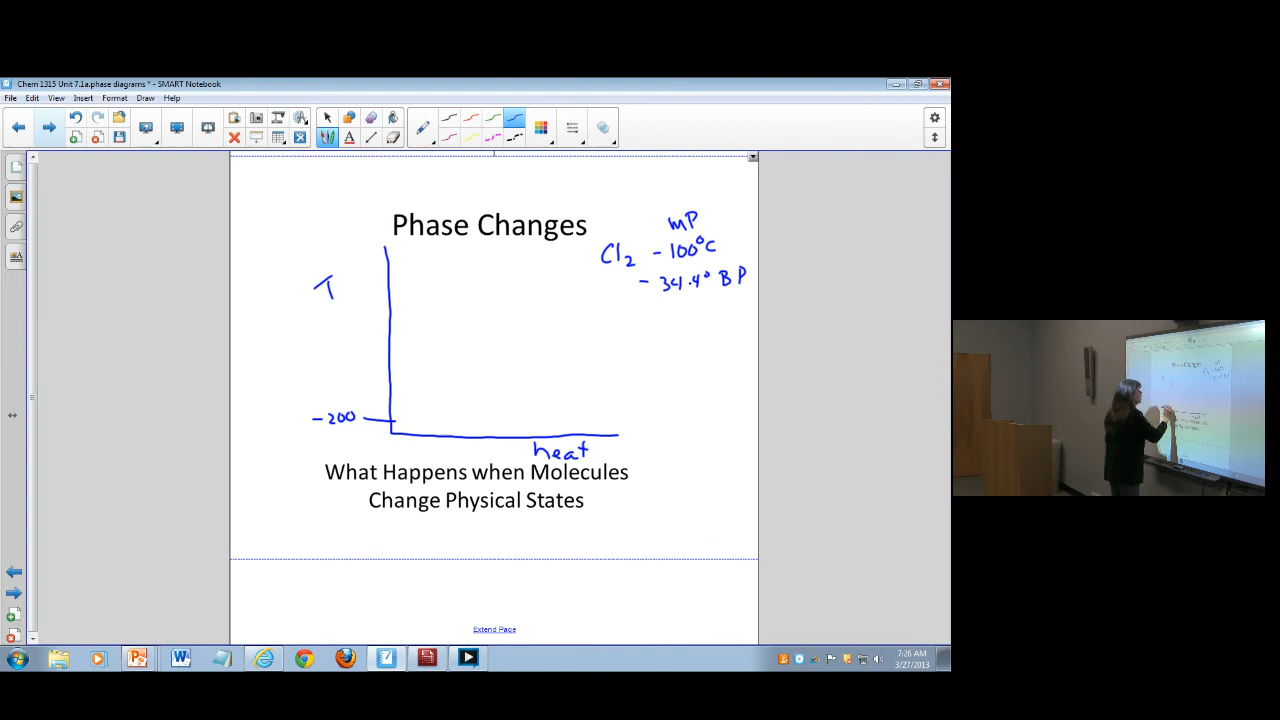 Chem 1315 Unit 7.1a.phase diagrams * - SMART Notebook
File Edit View Insert Format Draw Help
Phase Changes
mP
Cl2 -100°C
-34.4° BP
T
-200
heat
What Happens when Molecules
Change Physical States
Extend Page
7:26 AM
3/27/2013